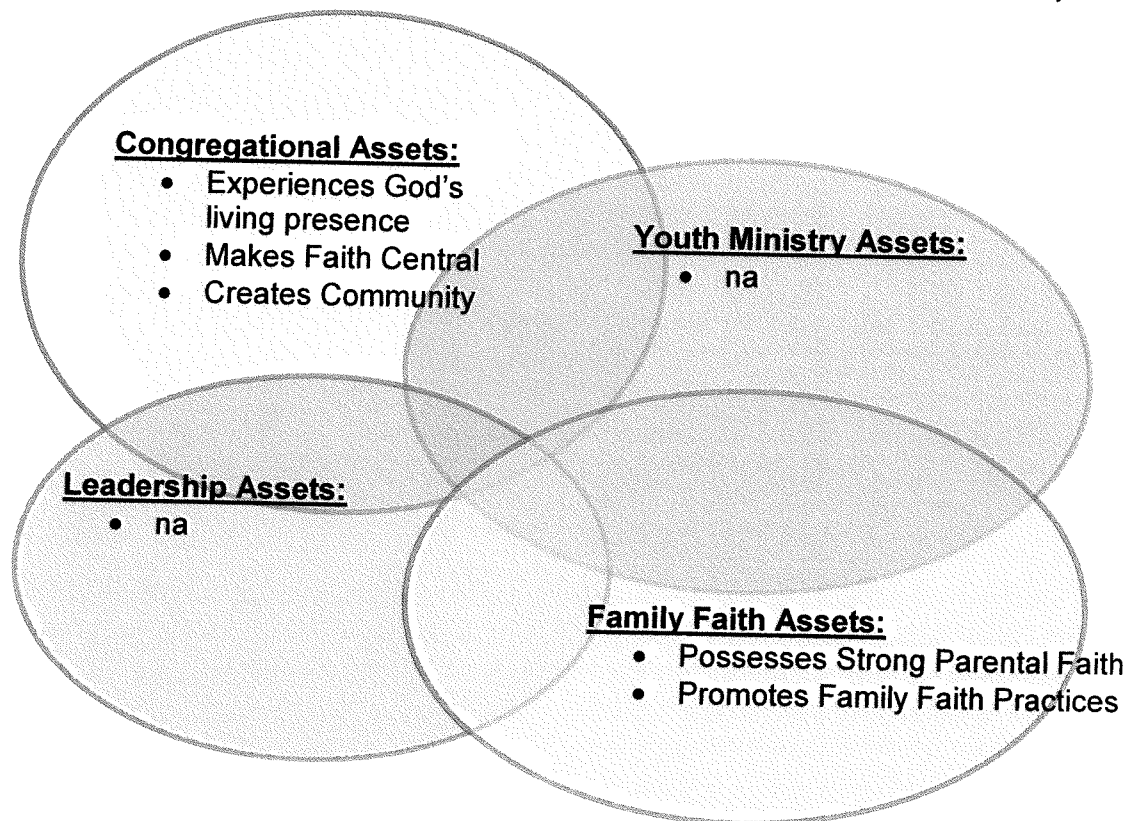 Congregational Assets:
• Experiences God's
living presence
• Makes Faith Central
• Creates Community
Youth Ministry Assets:
• na
Leadership Assets:
• na
Family Faith Assets:
• Possesses Strong Parental Faith
• Promotes Family Faith Practices